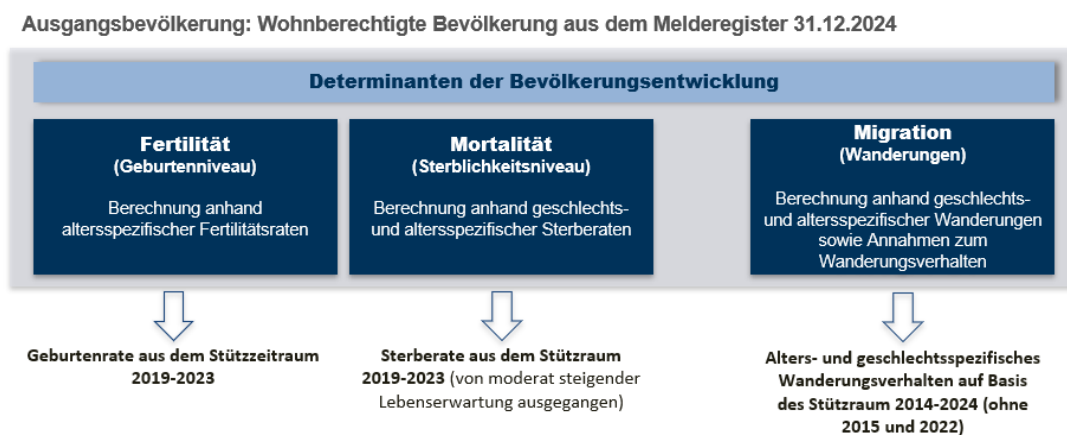 Ausgangsbevölkerung: Wohnberechtigte Bevölkerung aus dem Melderegister 31.12.2024
Determinanten der Bevölkerungsentwicklung
Fertilität
(Geburtenniveau)
Berechnung anhand
altersspezifischer Fertilitätsraten
Mortalität
(Sterblichkeitsniveau)
Berechnung anhand geschlechts-
und altersspezifischer Sterberaten
Migration
(Wanderungen)
Berechnung anhand geschlechts-
und altersspezifischer Wanderungen
sowie Annahmen zum
Wanderungsverhalten
Geburtenrate aus dem Stützzeitraum
2019-2023
Sterberate aus dem Stützraum
2019-2023 (von moderat steigender
Lebenserwartung ausgegangen)
Alters- und geschlechtsspezifisches
Wanderungsverhalten auf Basis
des Stützraum 2014-2024 (ohne
2015 und 2022)